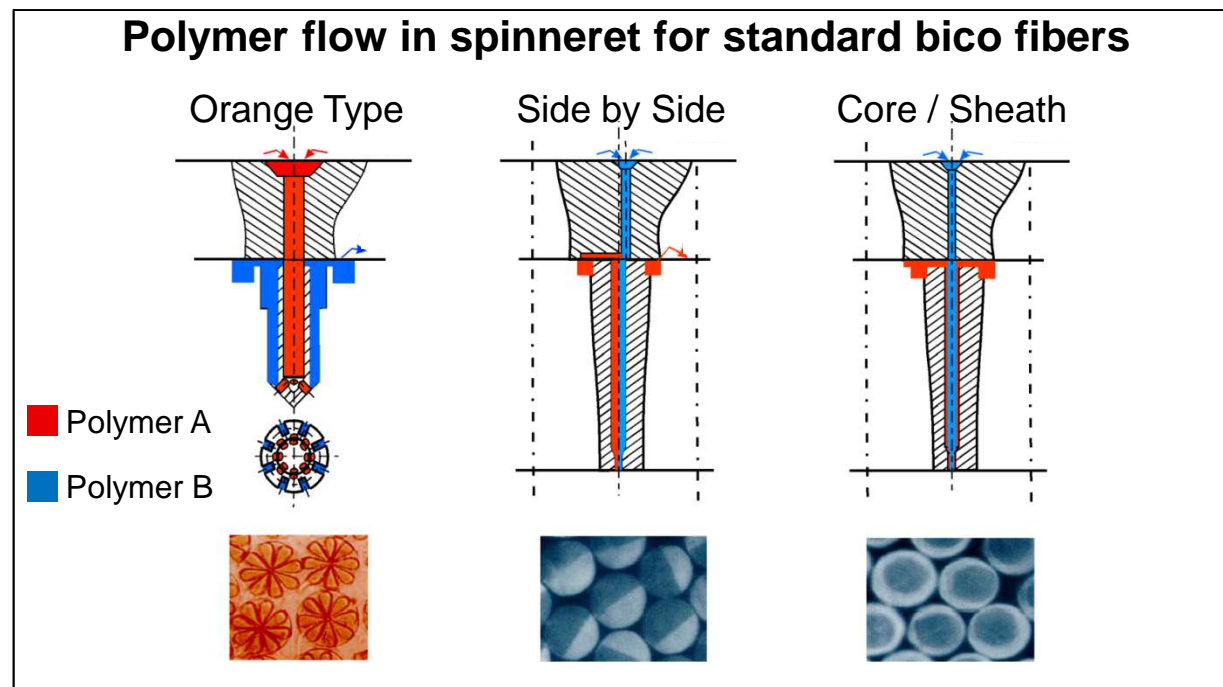 Polymer flow in spinneret for standard bico fibers
Orange Type
Side by Side
Core / Sheath
Polymer A
Polymer B